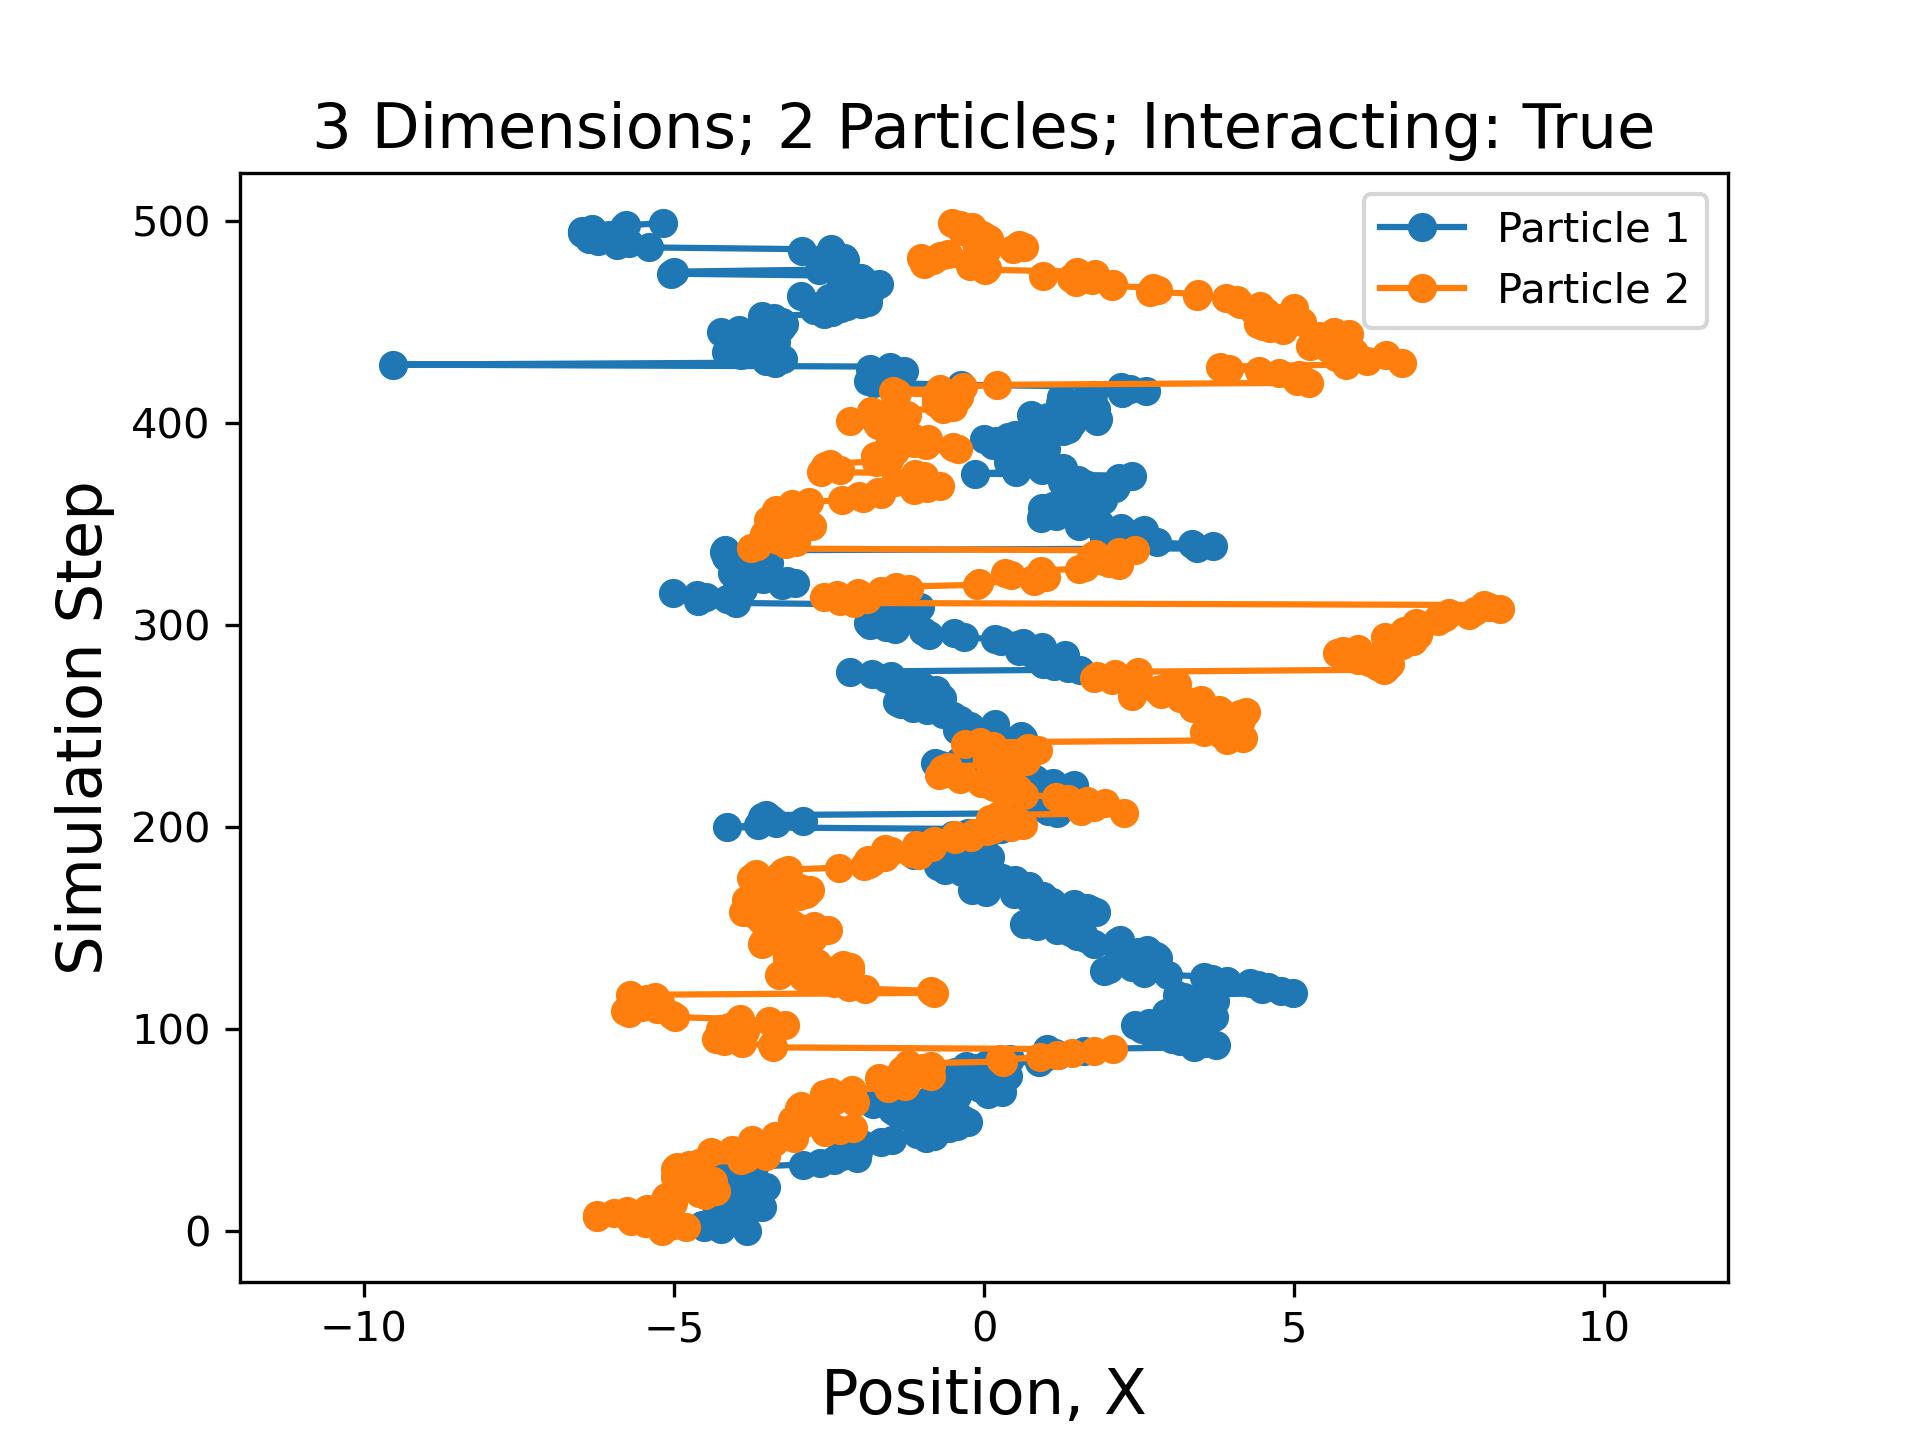 3 Dimensions; 2 Particles; Interacting: True
Particle 1
Particle 2
Simulation Step
500
400
300
200
100
0
−10
−5
0
5
10
Position, X